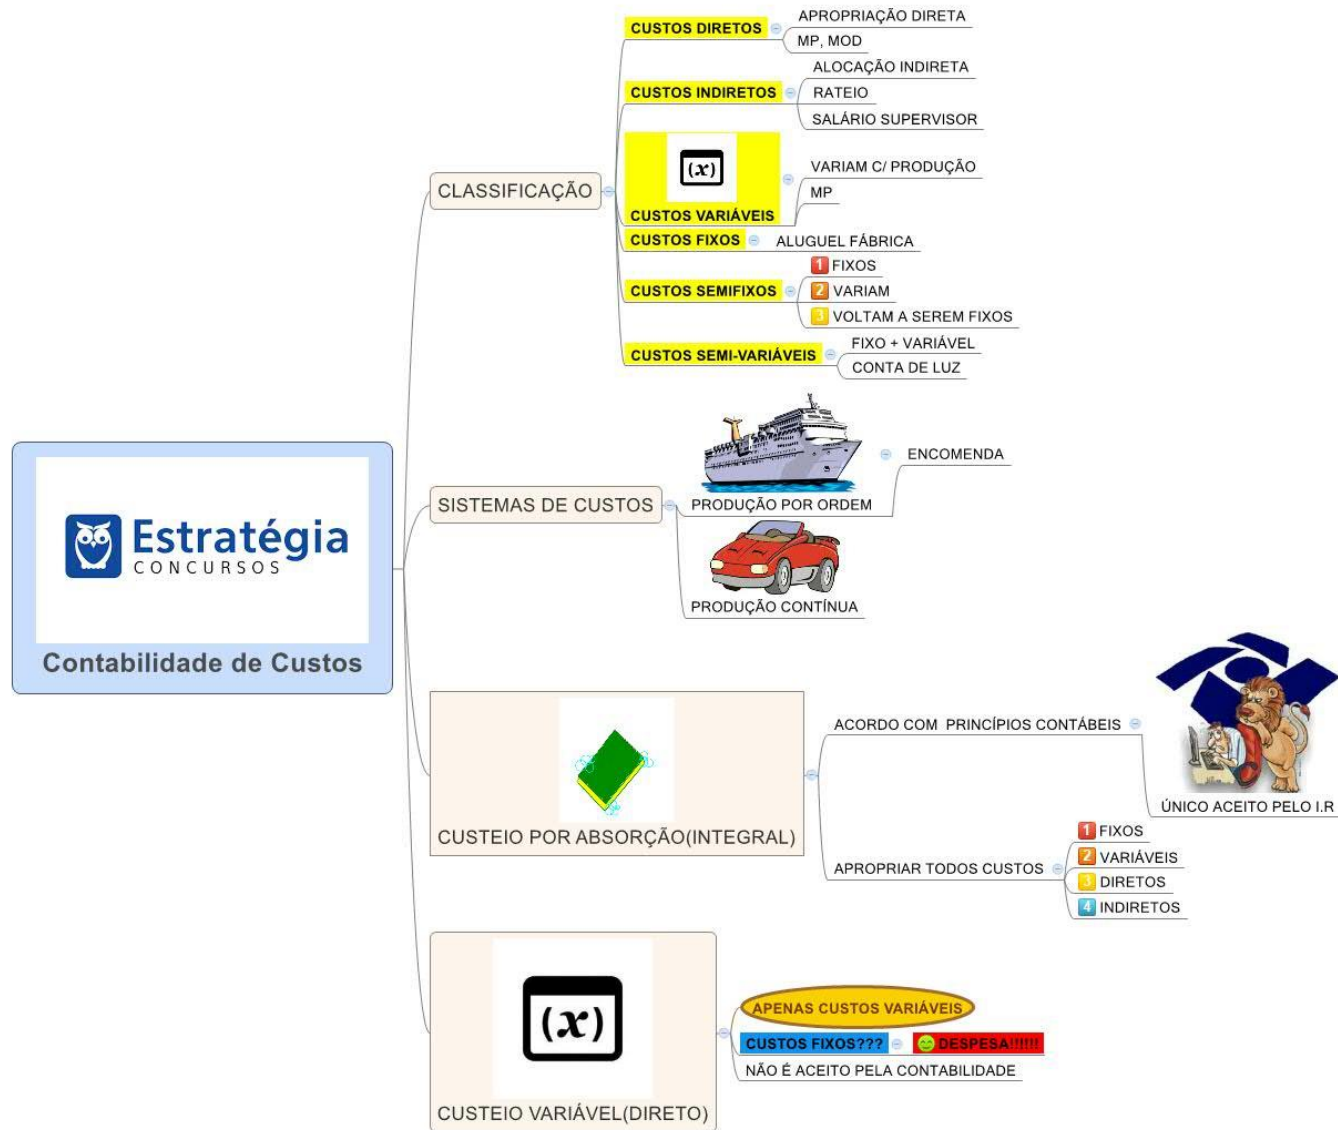 Estratégia
CONCURSOS
Contabilidade de Custos
CLASSIFICAÇÃO
CUSTOS DIRETOS
APROPRIAÇÃO DIRETA
MP, MOD
CUSTOS INDIRETOS
ALOCAÇÃO INDIRETA
RATEIO
SALÁRIO SUPERVISOR
(x)
CUSTOS VARIÁVEIS
VARIAM C/ PRODUÇÃO
MP
CUSTOS FIXOS
ALUGUEL FÁBRICA
CUSTOS SEMIFIXOS
1 FIXOS
2 VARIAM
3 VOLTAM A SEREM FIXOS
CUSTOS SEMI-VARIÁVEIS
FIXO + VARIÁVEL
CONTA DE LUZ
SISTEMAS DE CUSTOS
PRODUÇÃO POR ORDEM
ENCOMENDA
PRODUÇÃO CONTÍNUA
CUSTEIO POR ABSORÇÃO(INTEGRAL)
ACORDO COM PRINCÍPIOS CONTÁBEIS
ÚNICO ACEITO PELO I.R
APROPRIAR TODOS CUSTOS
1 FIXOS
2 VARIÁVEIS
3 DIRETOS
4 INDIRETOS
(x)
CUSTEIO VARIÁVEL(DIRETO)
APENAS CUSTOS VARIÁVEIS
CUSTOS FIXOS???
DESPESA!!!!!!
NÃO É ACEITO PELA CONTABILIDADE